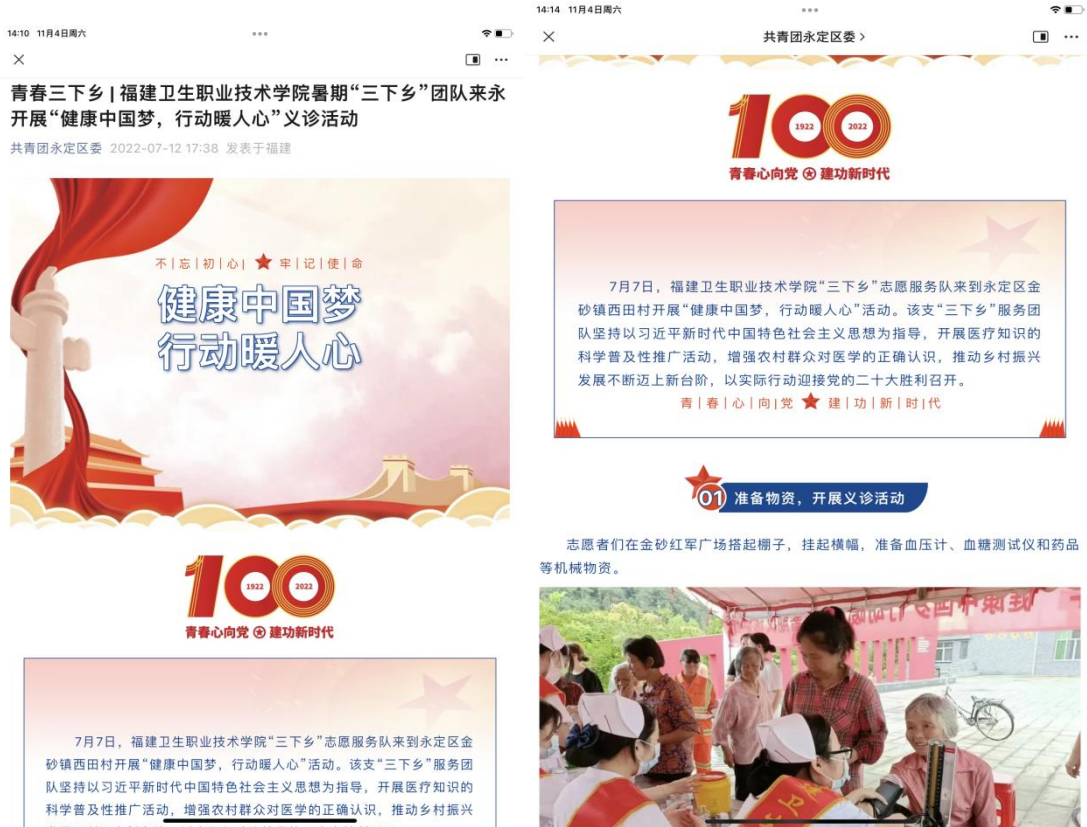 14:10 11月4日周六
青春三下乡 | 福建卫生职业技术学院暑期“三下乡”团队来永
开展“健康中国梦，行动暖人心”义诊活动
共青团永定区委 2022-07-12 17:38 发表于福建
不|忘|初|心| 牢|记|使|命
健康中国梦
行动暖人心
100
1922 2022
青春心向党 建功新时代
7月7日，福建卫生职业技术学院“三下乡”志愿服务队来到永定区金
砂镇西田村开展“健康中国梦，行动暖人心”活动。该支“三下乡”服务团
队坚持以习近平新时代中国特色社会主义思想为指导，开展医疗知识的
科学普及性推广活动，增强农村群众对医学的正确认识，推动乡村振兴
14:14 11月4日周六
共青团永定区委
100
1922 2022
青春心向党 建功新时代
7月7日，福建卫生职业技术学院“三下乡”志愿服务队来永定区金
砂镇西田村开展“健康中国梦，行动暖人心”活动。该支“三下乡”服务团
队坚持以习近平新时代中国特色社会主义思想为指导，开展医疗知识的
科学普及性推广活动，增强农村群众对医学的正确认识，推动乡村振兴
发展不断迈上新台阶，以实际行动迎接党的二十大胜利召开。
青|春|心|向|党 建|功|新|时|代
01 准备物资，开展义诊活动
志愿者们在金砂红军广场搭起棚子，挂起横幅，准备血压计、血糖测试仪和药品
等机械物资。